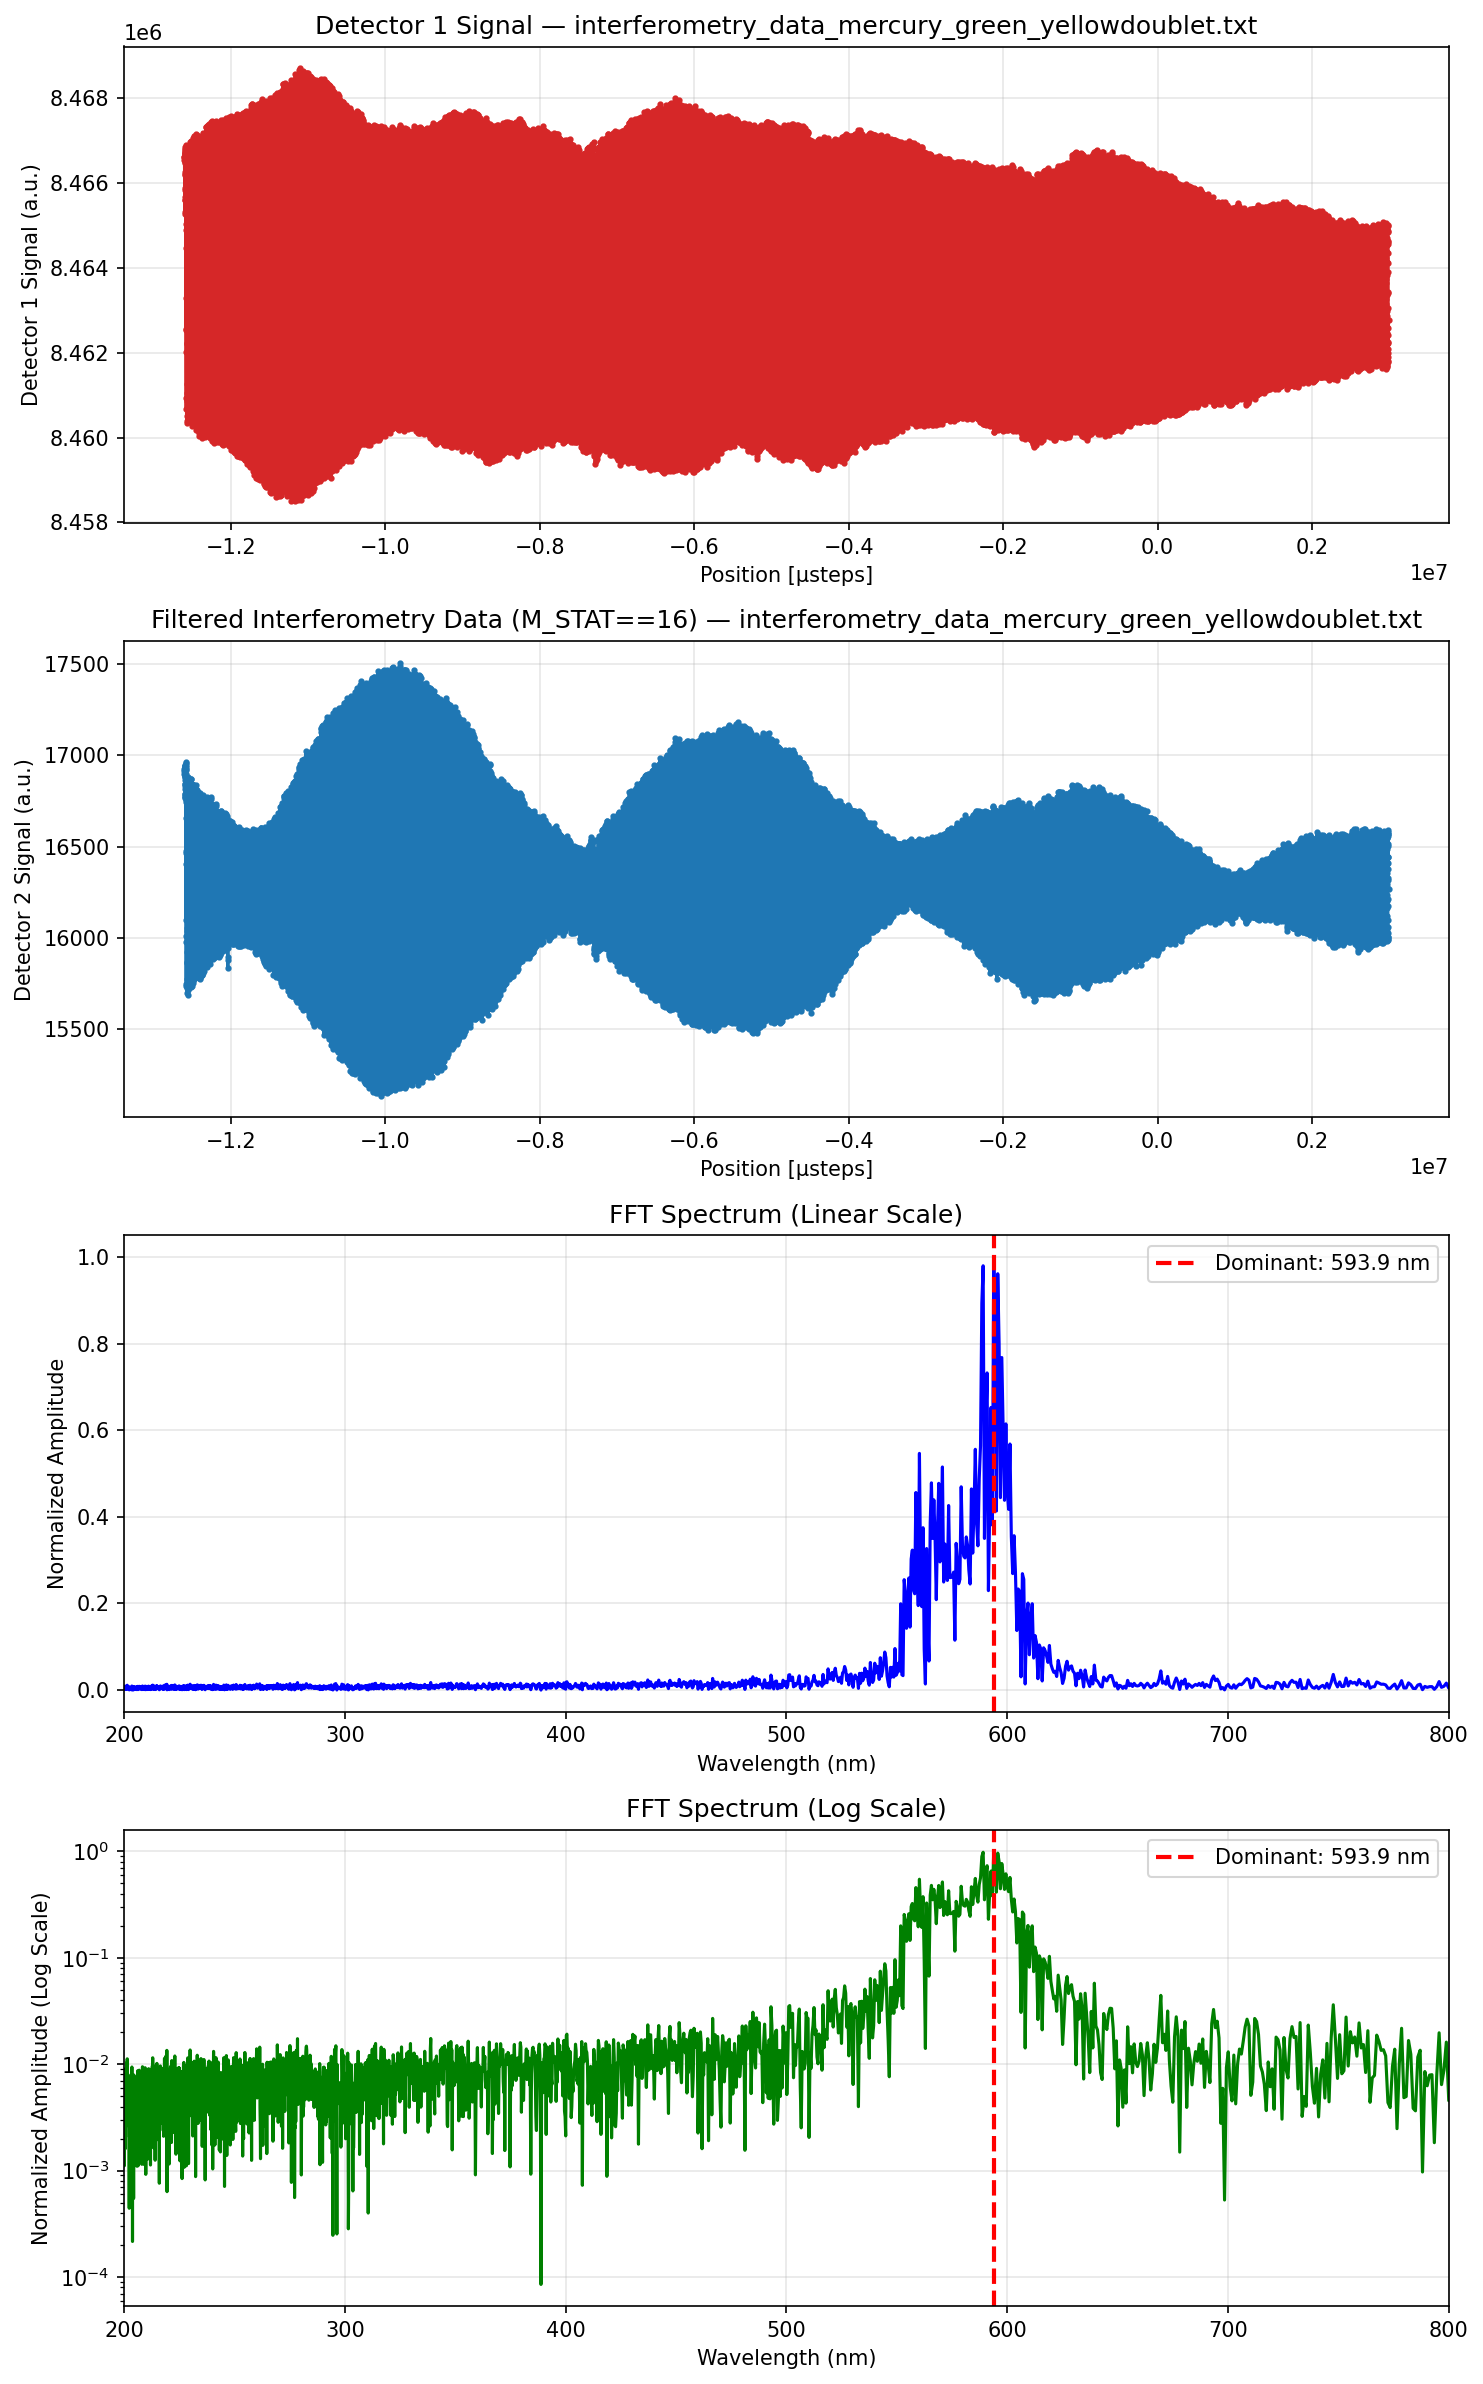 Detector 1 Signal — interferometry_data_mercury_green_yellowdoublet.txt
1e6
8.468
8.466
8.464
8.462
8.460
8.458
Detector 1 Signal (a.u.)
−1.2 −1.0 −0.8 −0.6 −0.4 −0.2 0.0 0.2
Position [µsteps]
1e7
Filtered Interferometry Data (M_STAT==16) — interferometry_data_mercury_green_yellowdoublet.txt
17500
17000
16500
16000
15500
Detector 2 Signal (a.u.)
−1.2 −1.0 −0.8 −0.6 −0.4 −0.2 0.0 0.2
Position [µsteps]
1e7
FFT Spectrum (Linear Scale)
Dominant: 593.9 nm
1.0
0.8
0.6
0.4
0.2
0.0
Normalized Amplitude
200 300 400 500 600 700 800
Wavelength (nm)
FFT Spectrum (Log Scale)
Dominant: 593.9 nm
10⁰
10⁻¹
10⁻²
10⁻³
10⁻⁴
Normalized Amplitude (Log Scale)
200 300 400 500 600 700 800
Wavelength (nm)